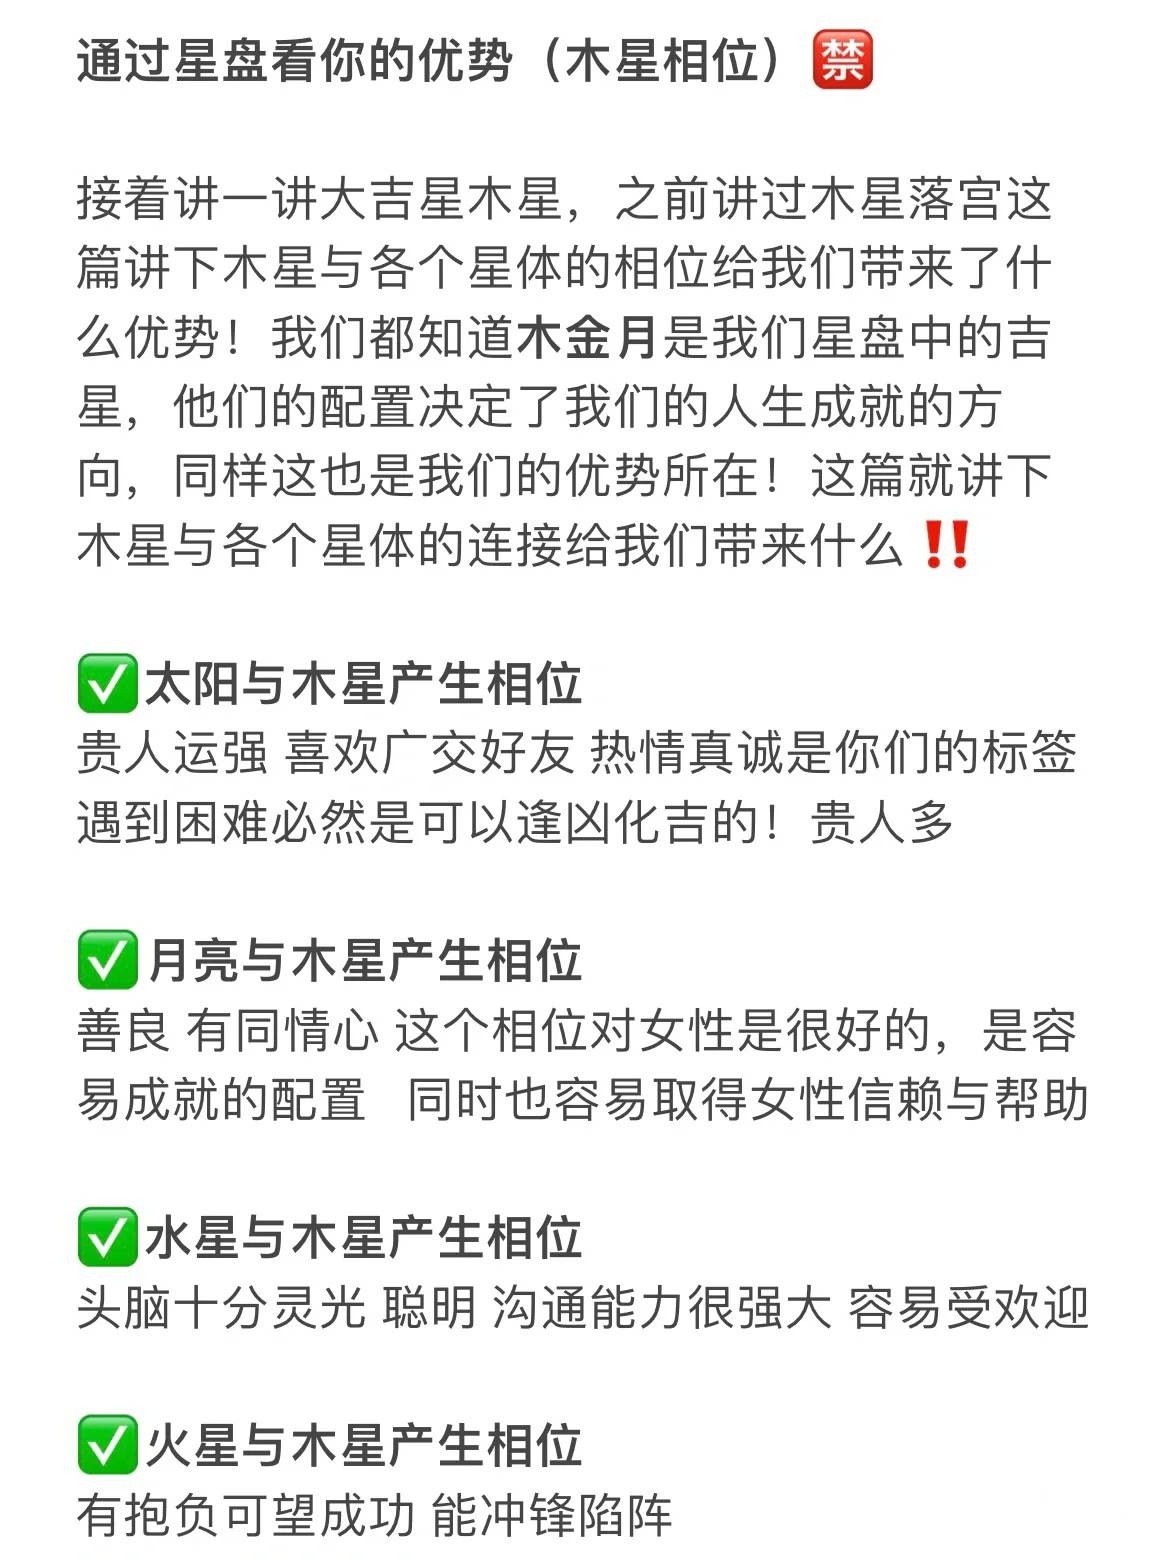 通过星盘看你的优势（木星相位）🈲
接着讲一讲大吉星木星，之前讲过木星落宫这
篇讲下木星与各个星体的相位给我们带来了什
么优势！我们都知道木金月是我们星盘中的吉
星，他们的配置决定了我们的人生成就的方
向，同样这也是我们的优势所在！这篇就讲下
木星与各个星体的连接给我们带来什么‼️
✅太阳与木星产生相位
贵人运强 喜欢广交好友 热情真诚是你们的标签
遇到困难必然是可以逢凶化吉的！贵人多
✅月亮与木星产生相位
善良 有同情心 这个相位对女性是很好的，是容
易成就的配置 同时也容易取得女性信赖与帮助
✅水星与木星产生相位
头脑十分灵光 聪明 沟通能力很强大 容易受欢迎
✅火星与木星产生相位
有抱负可望成功 能冲锋陷阵